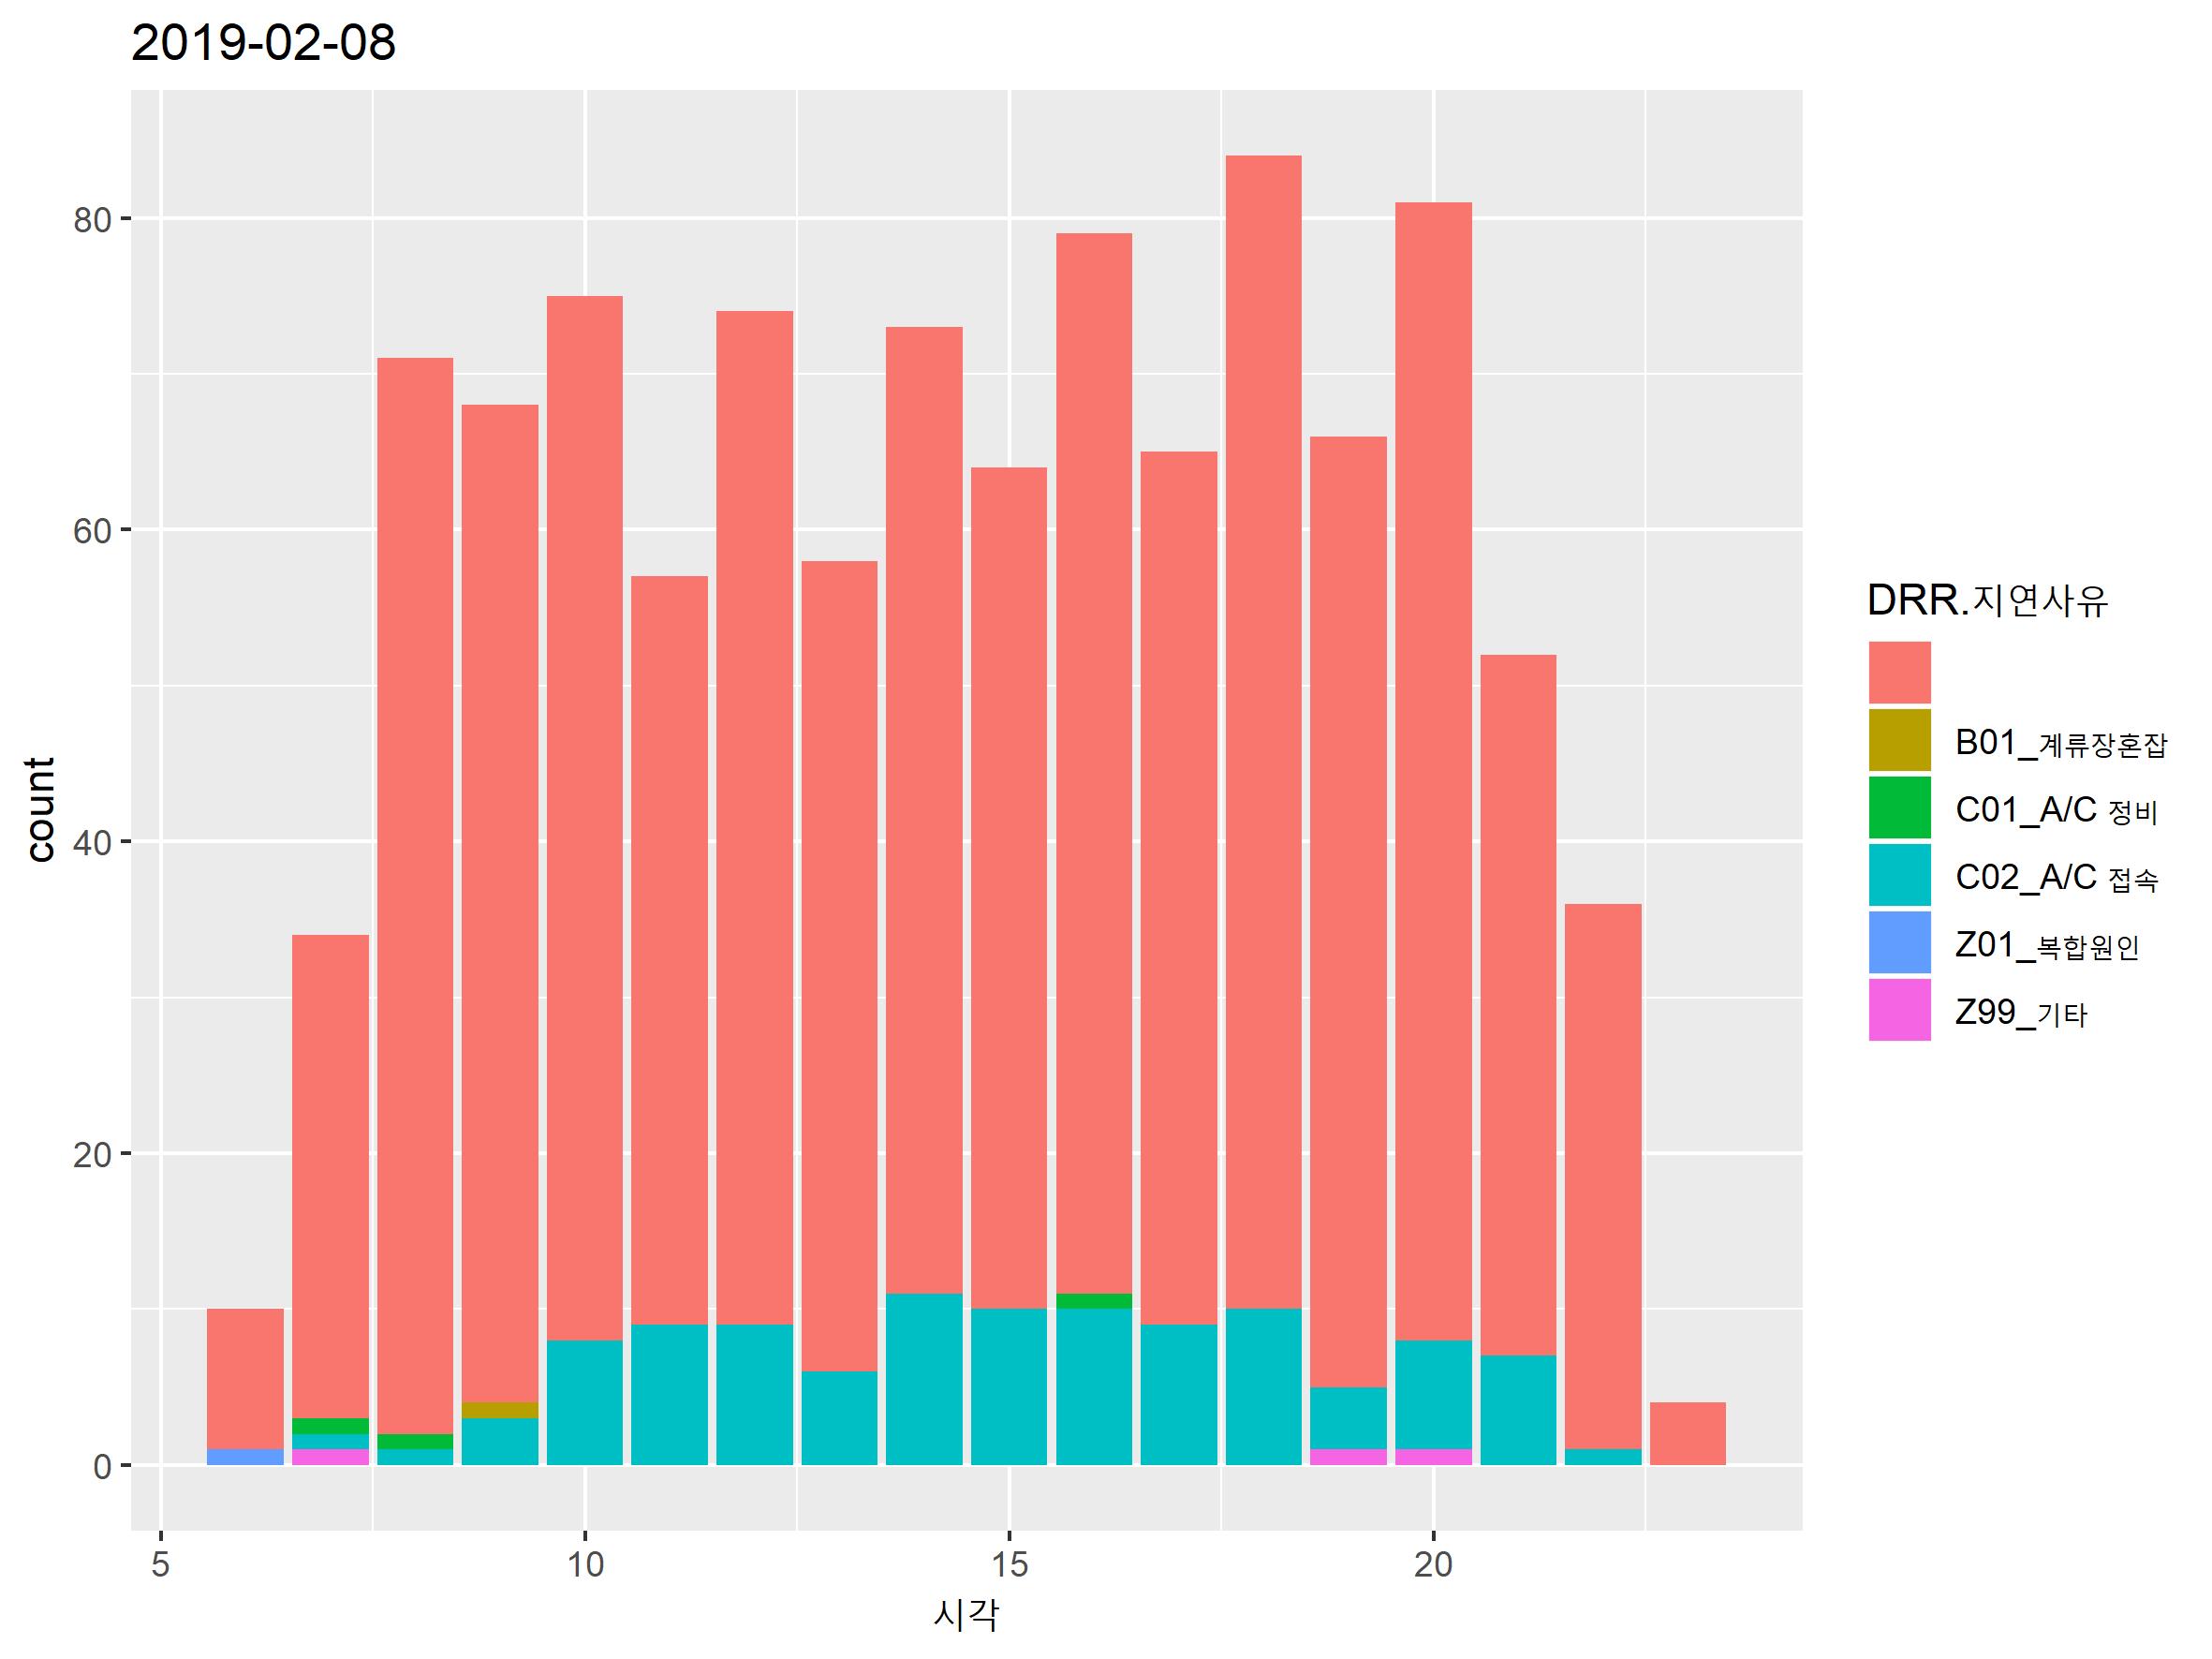 2019-02-08
count
80
60
40
20
0
5 10 15 20
시각
DRR.지연사유
B01_계류장혼잡
C01_A/C 정비
C02_A/C 접속
Z01_복합원인
Z99_기타